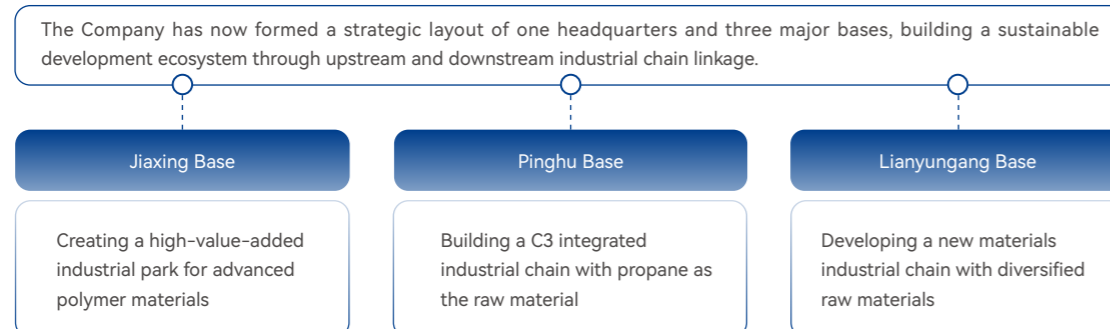 The Company has now formed a strategic layout of one headquarters and three major bases, building a sustainable
development ecosystem through upstream and downstream industrial chain linkage.
Jiaxing Base
Pinghu Base
Lianyungang Base
Creating a high-value-added
industrial park for advanced
polymer materials
Building a C3 integrated
industrial chain with propane as
the raw material
Developing a new materials
industrial chain with diversified
raw materials